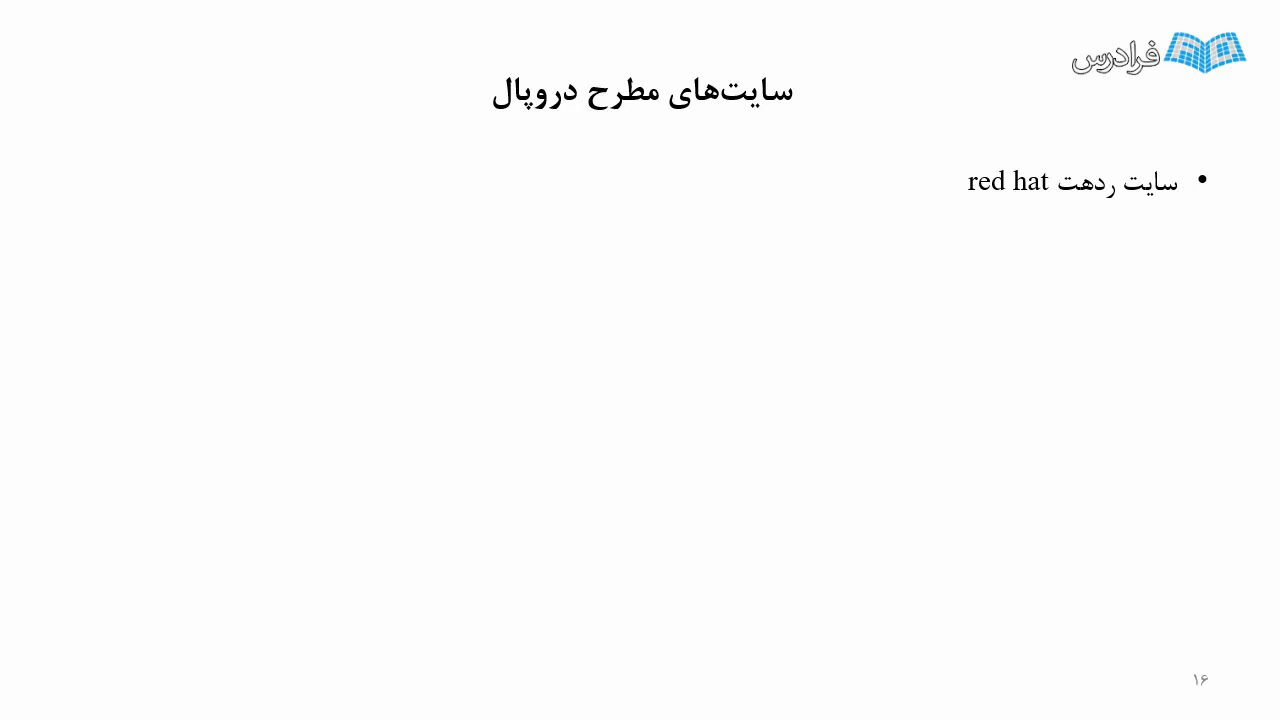 فرادرس
سایت‌های مطرح دروپال
• سایت ردهت red hat
۱۶